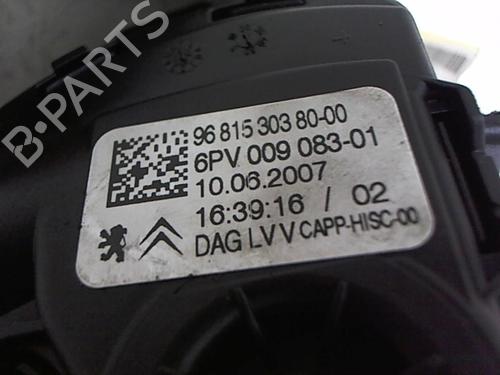 B-PARTS
96 815 303 80-00
6PV 009 083-01
10.06.2007
16:39:16 / 02
DAG LV V CAPP-HISC-00